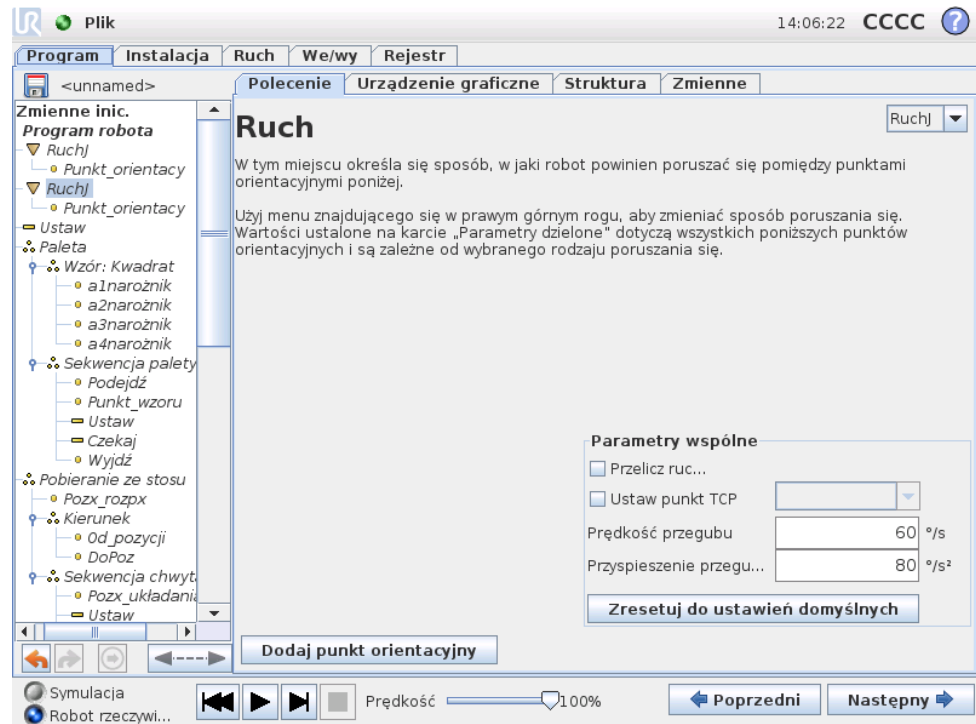 UR Plik 14:06:22 CCCC ?
Program Instalacja Ruch We/wy Rejestr
<unnamed>
Polecenie Urządzenie graficzne Struktura Zmienne
Zmienne inic.
Program robota
RuchJ
Punkt_orientacy
RuchJ
Punkt_orientacy
Ustaw
Paleta
Wzór: Kwadrat
a1narożnik
a2narożnik
a3narożnik
a4narożnik
Sekwencja palety
Podejdź
Punkt_wzoru
Ustaw
Czekaj
Wyjdź
Pobieranie ze stosu
Pozx_rozpx
Kierunek
Od_pozycji
DoPoz
Sekwencja chwyt
Pozx_układania
Ustaw
Ruch
RuchJ
W tym miejscu określa się sposób, w jaki robot powinien poruszać się pomiędzy punktami
orientacyjnymi poniżej.
Użyj menu znajdującego się w prawym górnym rogu, aby zmieniać sposób poruszania się.
Wartości ustalone na karcie „Parametry dzielone" dotyczą wszystkich poniższych punktów
orientacyjnych i są zależne od wybranego rodzaju poruszania się.
Parametry wspólne
Przelicz ruc...
Ustaw punkt TCP
Prędkość przegubu 60 °/s
Przyspieszenie przegu... 80 °/s²
Zresetuj do ustawień domyślnych
Dodaj punkt orientacyjny
Symulacja
Robot rzeczywi...
Prędkość 100%
Poprzedni Następny